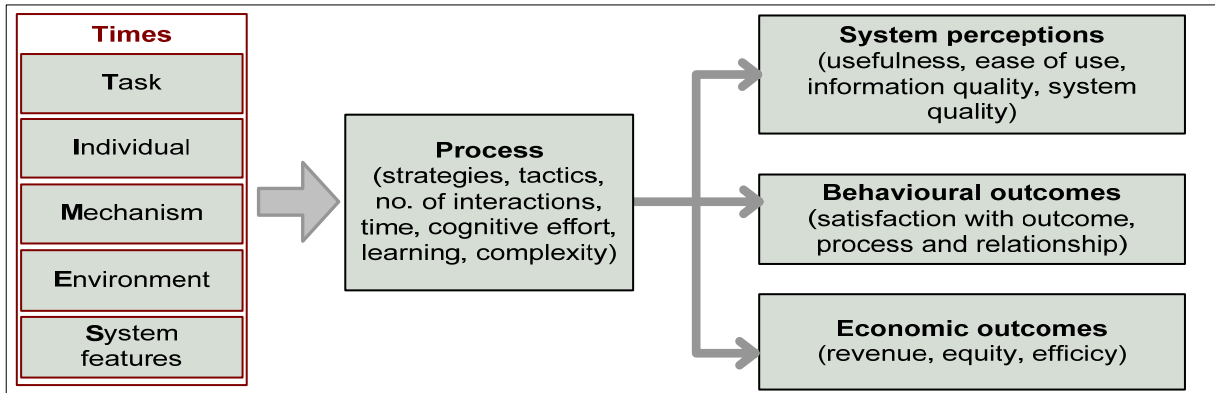 Times
Task
Individual
Mechanism
Environment
System
features
Process
(strategies, tactics,
no. of interactions,
time, cognitive effort,
learning, complexity)
System perceptions
(usefulness, ease of use,
information quality, system
quality)
Behavioural outcomes
(satisfaction with outcome,
process and relationship)
Economic outcomes
(revenue, equity, efficicy)